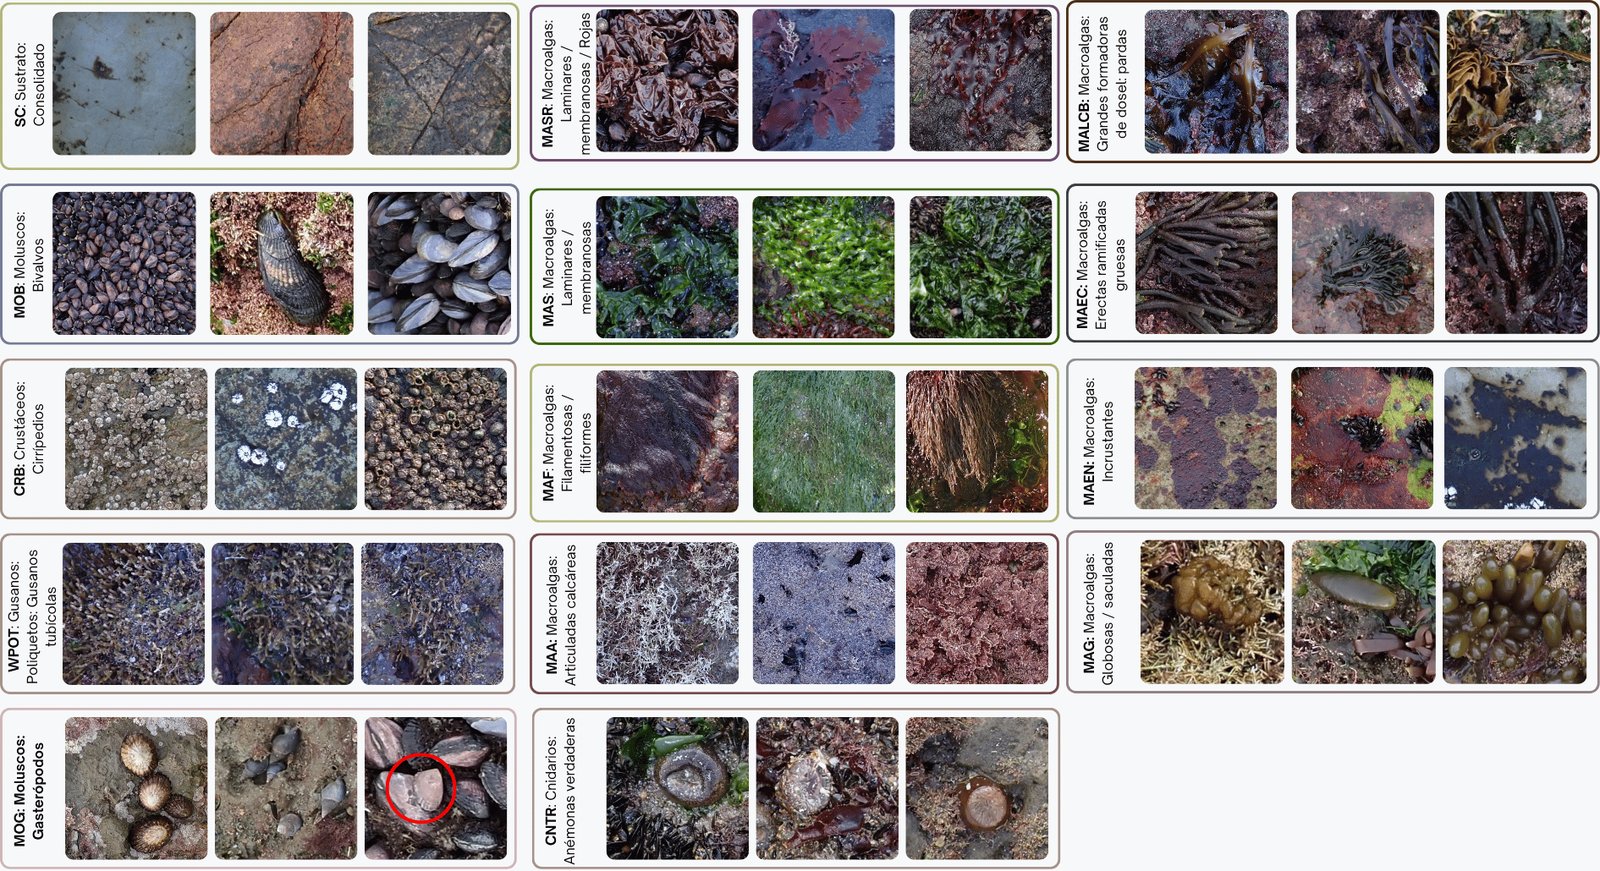 SC: Sustrato:
Consolidado
MASR: Macroalgas:
Laminares /
membranosas / Rojas
MALCB: Macroalgas:
Grandes formadoras
de dosel: pardas
MOB: Moluscos:
Bivalvos
MAS: Macroalgas:
Laminares /
membranosas
MAEC: Macroalgas:
Erectas ramificadas
gruesas
CRB: Crustáceos:
Cirripedios
MAF: Macroalgas:
Filamentosas /
filiformes
MAEN: Macroalgas:
Incrustantes
WPOT: Gusanos:
Poliquetos: Gusanos
tubícolas
MAA: Macroalgas:
Articuladas calcáreas
MAG: Macroalgas:
Globosas / saculadas
MOG: Moluscos:
Gasterópodos
CNTR: Cnidarios:
Anémonas verdaderas